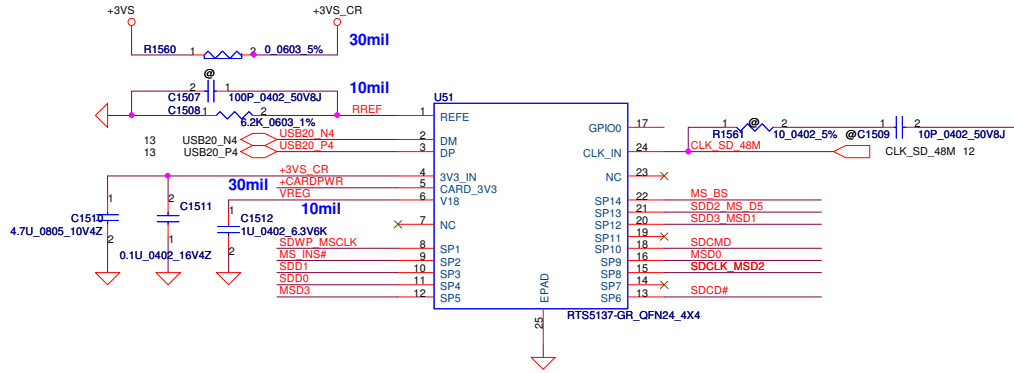 +3VS +3VS_CR
R1560 1 2 0_0603_5% 30mil
@
2 1 10mil
C1507 100P_0402_50V8J
C1508 1 2 RREF
6.2K_0603_1%
U51
1 REFE
GPIO0 17
13 USB20_N4 USB20_N4 2 DM
13 USB20_P4 USB20_P4 3 DP
CLK_IN 24
R1561 1 @ 2 10_0402_5% @C1509 1 2 10P_0402_50V8J
CLK_SD_48M CLK_SD_48M 12
+3VS_CR 4 3V3_IN
30mil +CARDPWR 5 CARD_3V3
VREG 6 V18
10mil
NC 23
C1510 1 2
4.7U_0805_10V4Z
C1511 2 1
0.1U_0402_16V4Z
C1512 1 2
1U_0402_6.3V6K
7 NC
SDWP_MSCLK 8 SP1
MS_INS# 9 SP2
SDD1 10 SP3
SDD0 11 SP4
MSD3 12 SP5
SP14 22 MS_BS
SP13 21 SDD2_MS_D5
SP12 20 SDD3_MSD1
SP11 19
SP10 18 SDCMD
SP9 16 MSD0
SP8 15 SDCLK_MSD2
SP7 14
SP6 13 SDCD#
EPAD
25
RTS5137-GR_QFN24_4X4